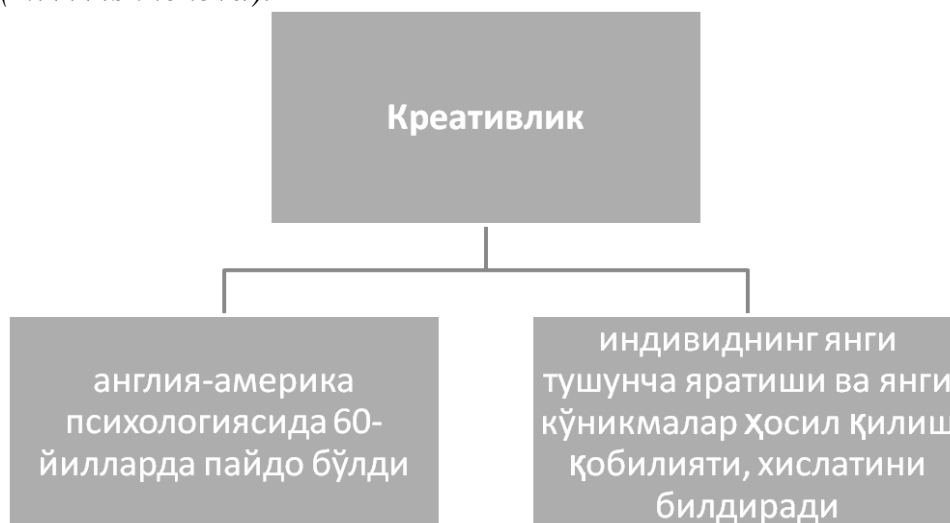 Креативлик
англия-америка
психологиясида 60-
йилларда пайдо бўлди
индивиднинг янги
тушунча яратиши ва янги
кўникмалар ҳосил қилиш
қобилияти, хислатини
билдиради